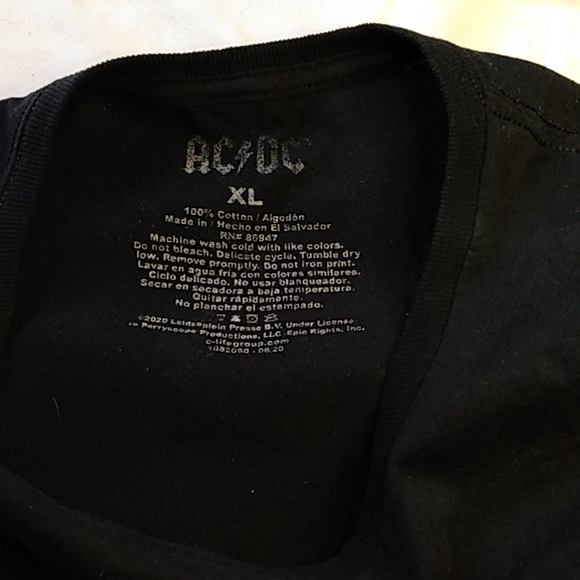 AC⚡DC
XL
100% Cotton / Algodón
Made in / Hecho en El Salvador
RN# 86947
Machine wash cold with like colors.
Do not bleach. Delicate cycle. Tumble dry
low. Remove promptly. Do not iron print.
Lavar en agua fría con colores similares.
Ciclo delicado. No usar blanqueador.
Secar en secadora a baja temperatura.
Quitar rápidamente.
No planchar el estampado.
©2020 Leidseplein Presse B.V. Under License
to Perryscope Productions, LLC Epic Rights, Inc.
c-lifegroup.com
06.20